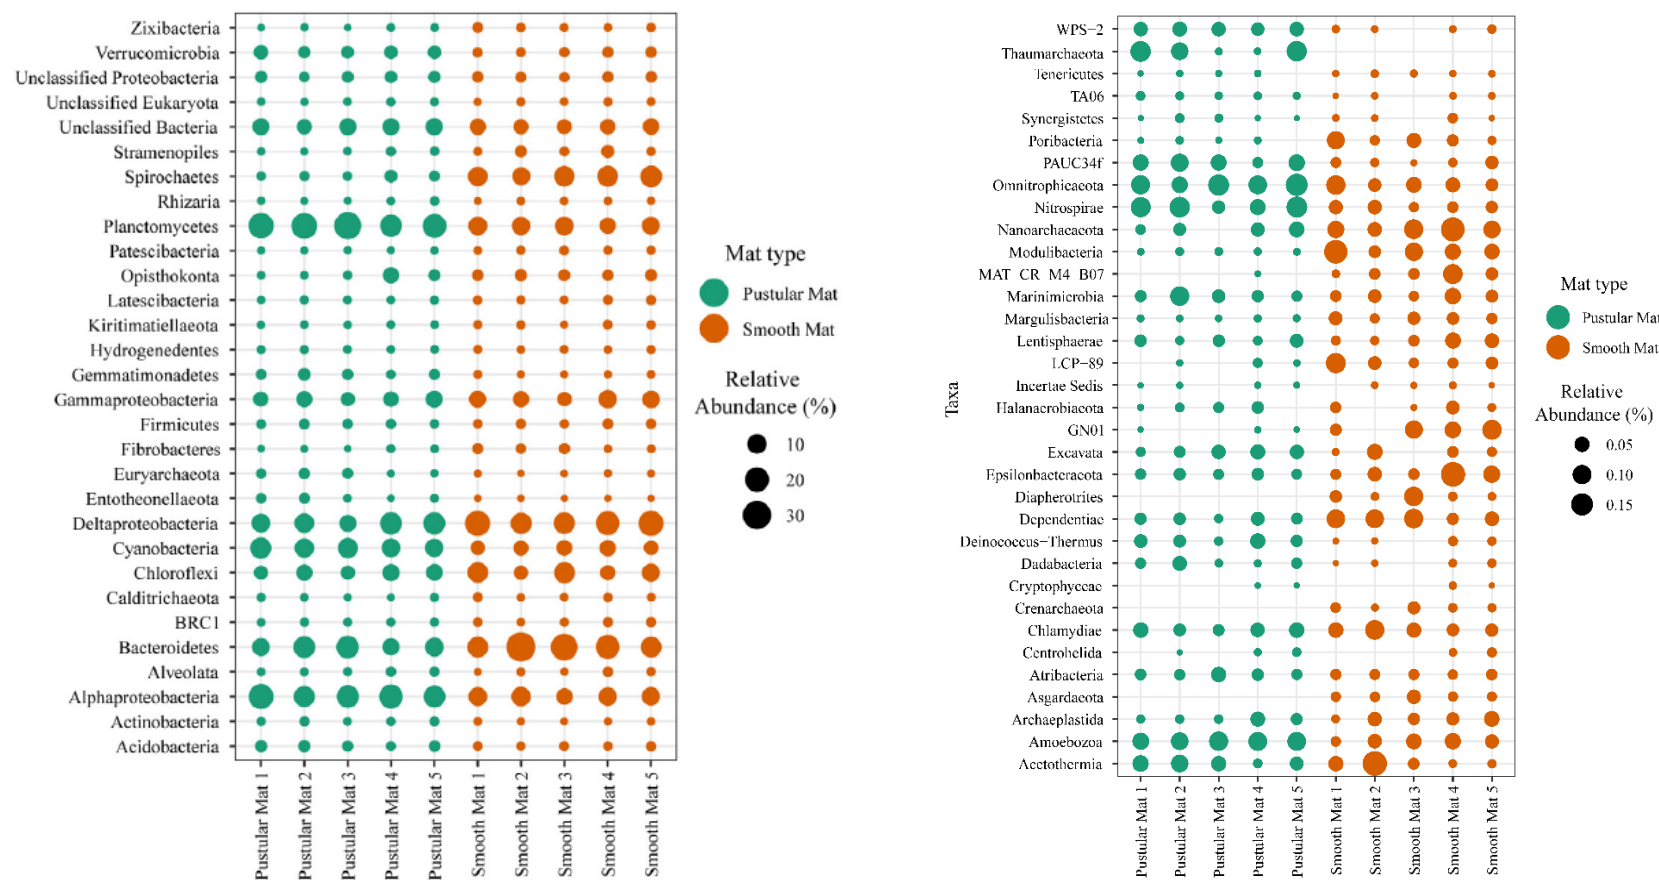 Zixibacteria
Verrucomicrobia
Unclassified Proteobacteria
Unclassified Eukaryota
Unclassified Bacteria
Stramenopiles
Spirochaetes
Rhizaria
Planctomycetes
Patescibacteria
Opisthokonta
Latescibacteria
Kiritimatiellaeota
Hydrogenedentes
Gemmatimonadetes
Gammaproteobacteria
Firmicutes
Fibrobacteres
Euryarchaeota
Entotheonellaeota
Deltaproteobacteria
Cyanobacteria
Chloroflexi
Calditrichaeota
BRC1
Bacteroidetes
Alveolata
Alphaproteobacteria
Actinobacteria
Acidobacteria
Pustular Mat 1
Pustular Mat 2
Pustular Mat 3
Pustular Mat 4
Pustular Mat 5
Smooth Mat 1
Smooth Mat 2
Smooth Mat 3
Smooth Mat 4
Smooth Mat 5
Mat type
Pustular Mat
Smooth Mat
Relative
Abundance (%)
10
20
30
Taxa
WPS−2
Thaumarchaeota
Tenericutes
TA06
Synergistetes
Poribacteria
PAUC34f
Omnitrophicaeota
Nitrospirae
Nanoarchaeaeota
Modulibacteria
MAT CR M4 B07
Marinimicrobia
Margulisbacteria
Lentisphaerae
LCP−89
Incertae Sedis
Halanaerobiaeota
GN01
Excavata
Epsilonbacteraeota
Diapherotrites
Dependentiae
Deinococcus−Thermus
Dadabacteria
Cryptophyceae
Crenarchaeota
Chlamydiae
Centrohelida
Atribacteria
Asgardaeota
Archaeplastida
Amoebozoa
Acetothermia
Pustular Mat 1
Pustular Mat 2
Pustular Mat 3
Pustular Mat 4
Pustular Mat 5
Smooth Mat 1
Smooth Mat 2
Smooth Mat 3
Smooth Mat 4
Smooth Mat 5
Mat type
Pustular Mat
Smooth Mat
Relative
Abundance (%)
0.05
0.10
0.15